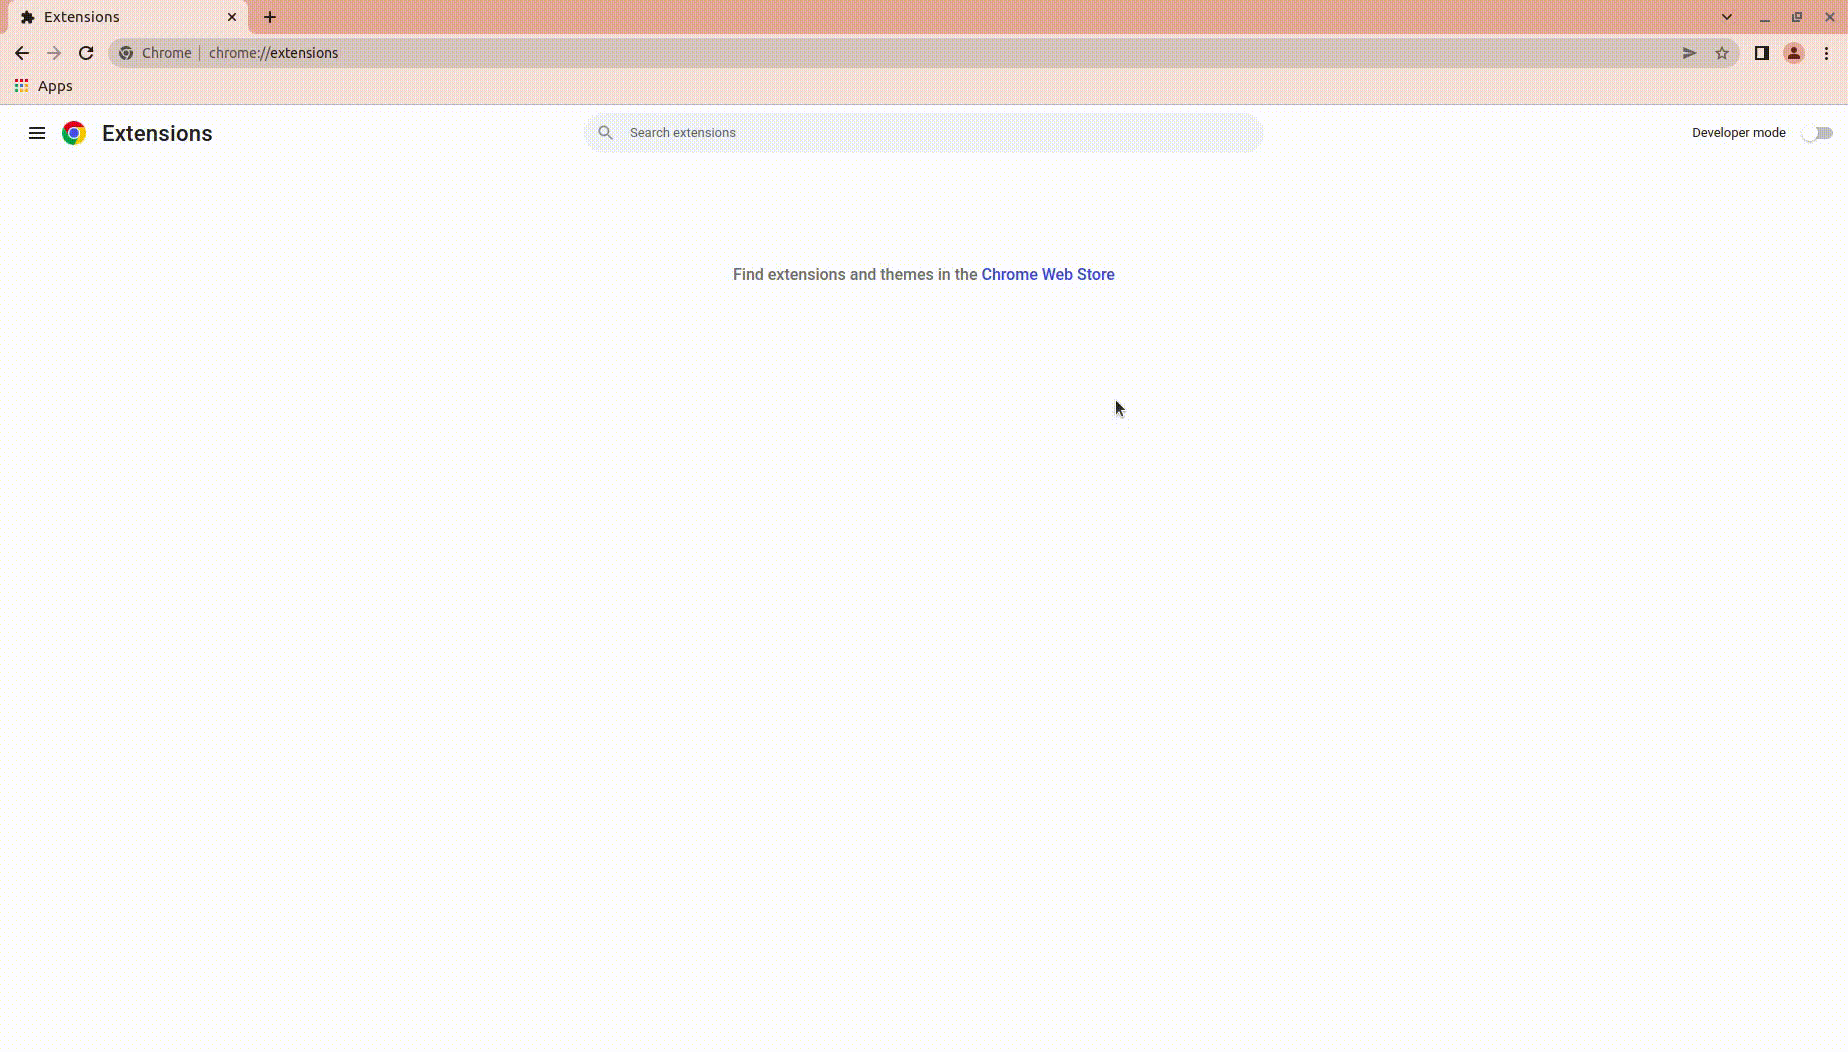 Extensions
Chrome | chrome://extensions
Apps
Extensions
Search extensions
Developer mode
Find extensions and themes in the Chrome Web Store